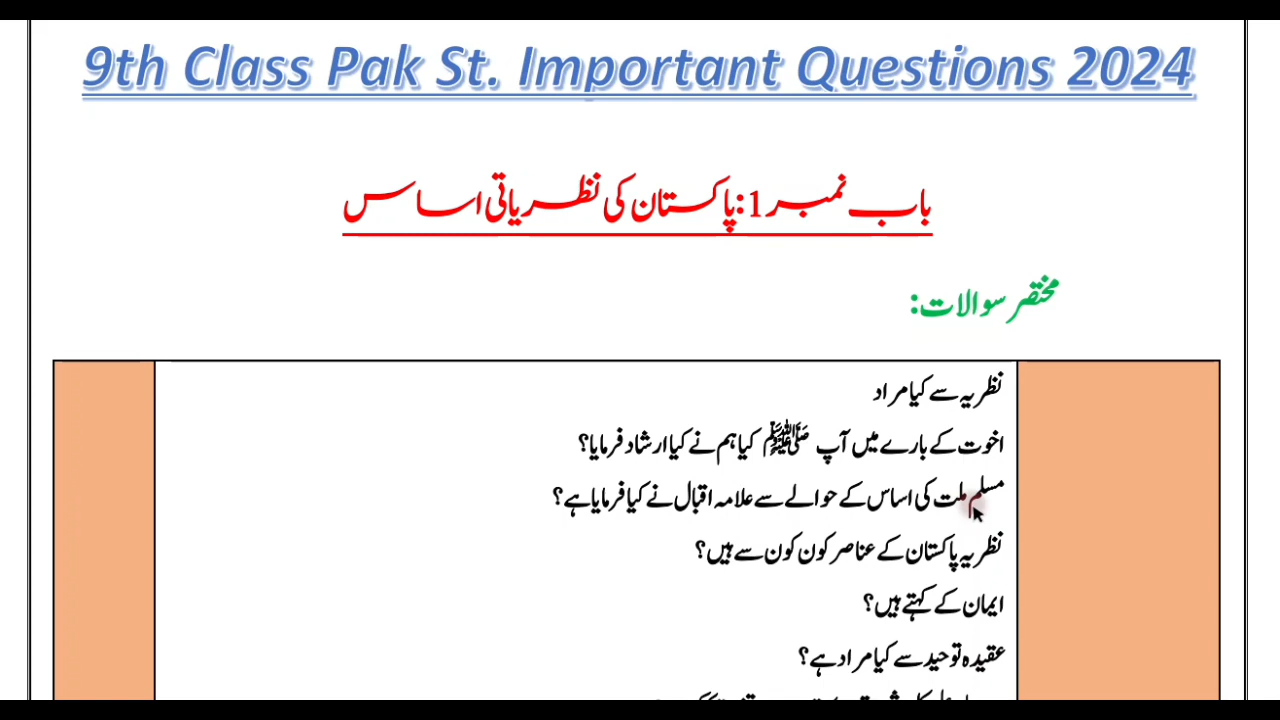 9th Class Pak St. Important Questions 2024
باب نمبر 1: پاکستان کی نظریاتی اساس
مختصر سوالات:
نظریہ سے کیا مراد
اخوت کے بارے میں آپ ﷺ کیا ہم نے کیا ارشاد فرمایا؟
مسلم ملت کی اساس کے حوالے سے علامہ اقبال نے کیا فرمایا ہے؟
نظریہ پاکستان کے عناصر کون کون سے ہیں؟
ایمان کے کہتے ہیں؟
عقیدہ توحید سے کیا مراد ہے؟